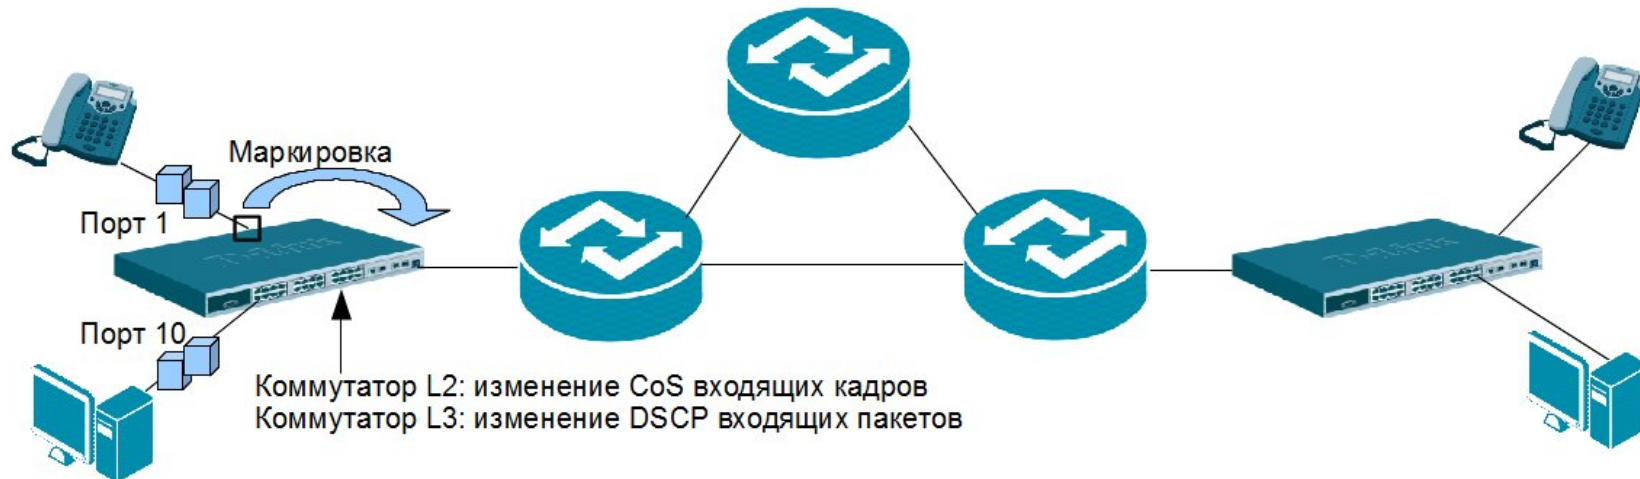 Маркировка
Порт 1
Порт 10
Коммутатор L2: изменение CoS входящих кадров
Коммутатор L3: изменение DSCP входящих пакетов